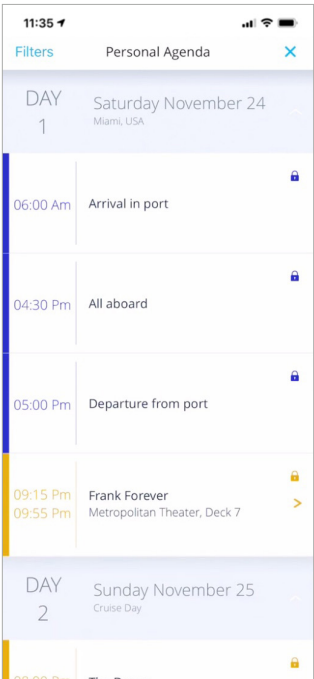 11:35
Filters Personal Agenda
DAY 1 Saturday November 24
Miami, USA
06:00 Am Arrival in port
04:30 Pm All aboard
05:00 Pm Departure from port
09:15 Pm Frank Forever
09:55 Pm Metropolitan Theater, Deck 7
DAY 2 Sunday November 25
Cruise Day